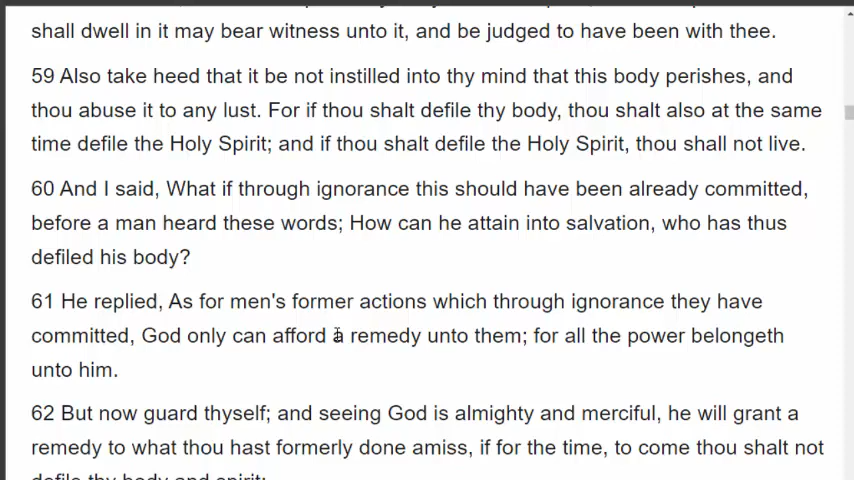 shall dwell in it may bear witness unto it, and be judged to have been with thee.
59 Also take heed that it be not instilled into thy mind that this body perishes, and
thou abuse it to any lust. For if thou shalt defile thy body, thou shalt also at the same
time defile the Holy Spirit; and if thou shalt defile the Holy Spirit, thou shall not live.
60 And I said, What if through ignorance this should have been already committed,
before a man heard these words; How can he attain into salvation, who has thus
defiled his body?
61 He replied, As for men's former actions which through ignorance they have
committed, God only can afford a remedy unto them; for all the power belongeth
unto him.
62 But now guard thyself; and seeing God is almighty and merciful, he will grant a
remedy to what thou hast formerly done amiss, if for the time, to come thou shalt not
defile thy body and spirit;